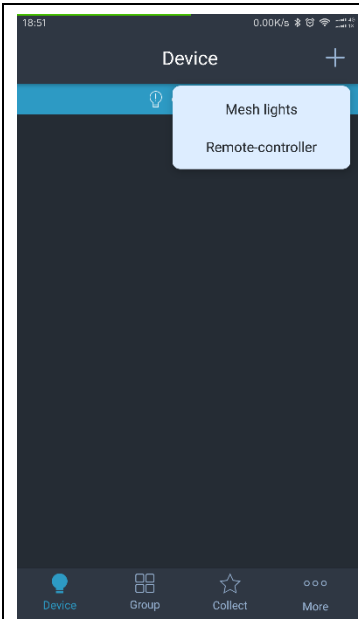 18:51 0.00K/s
Device
Mesh lights
Remote-controller
Device Group Collect More